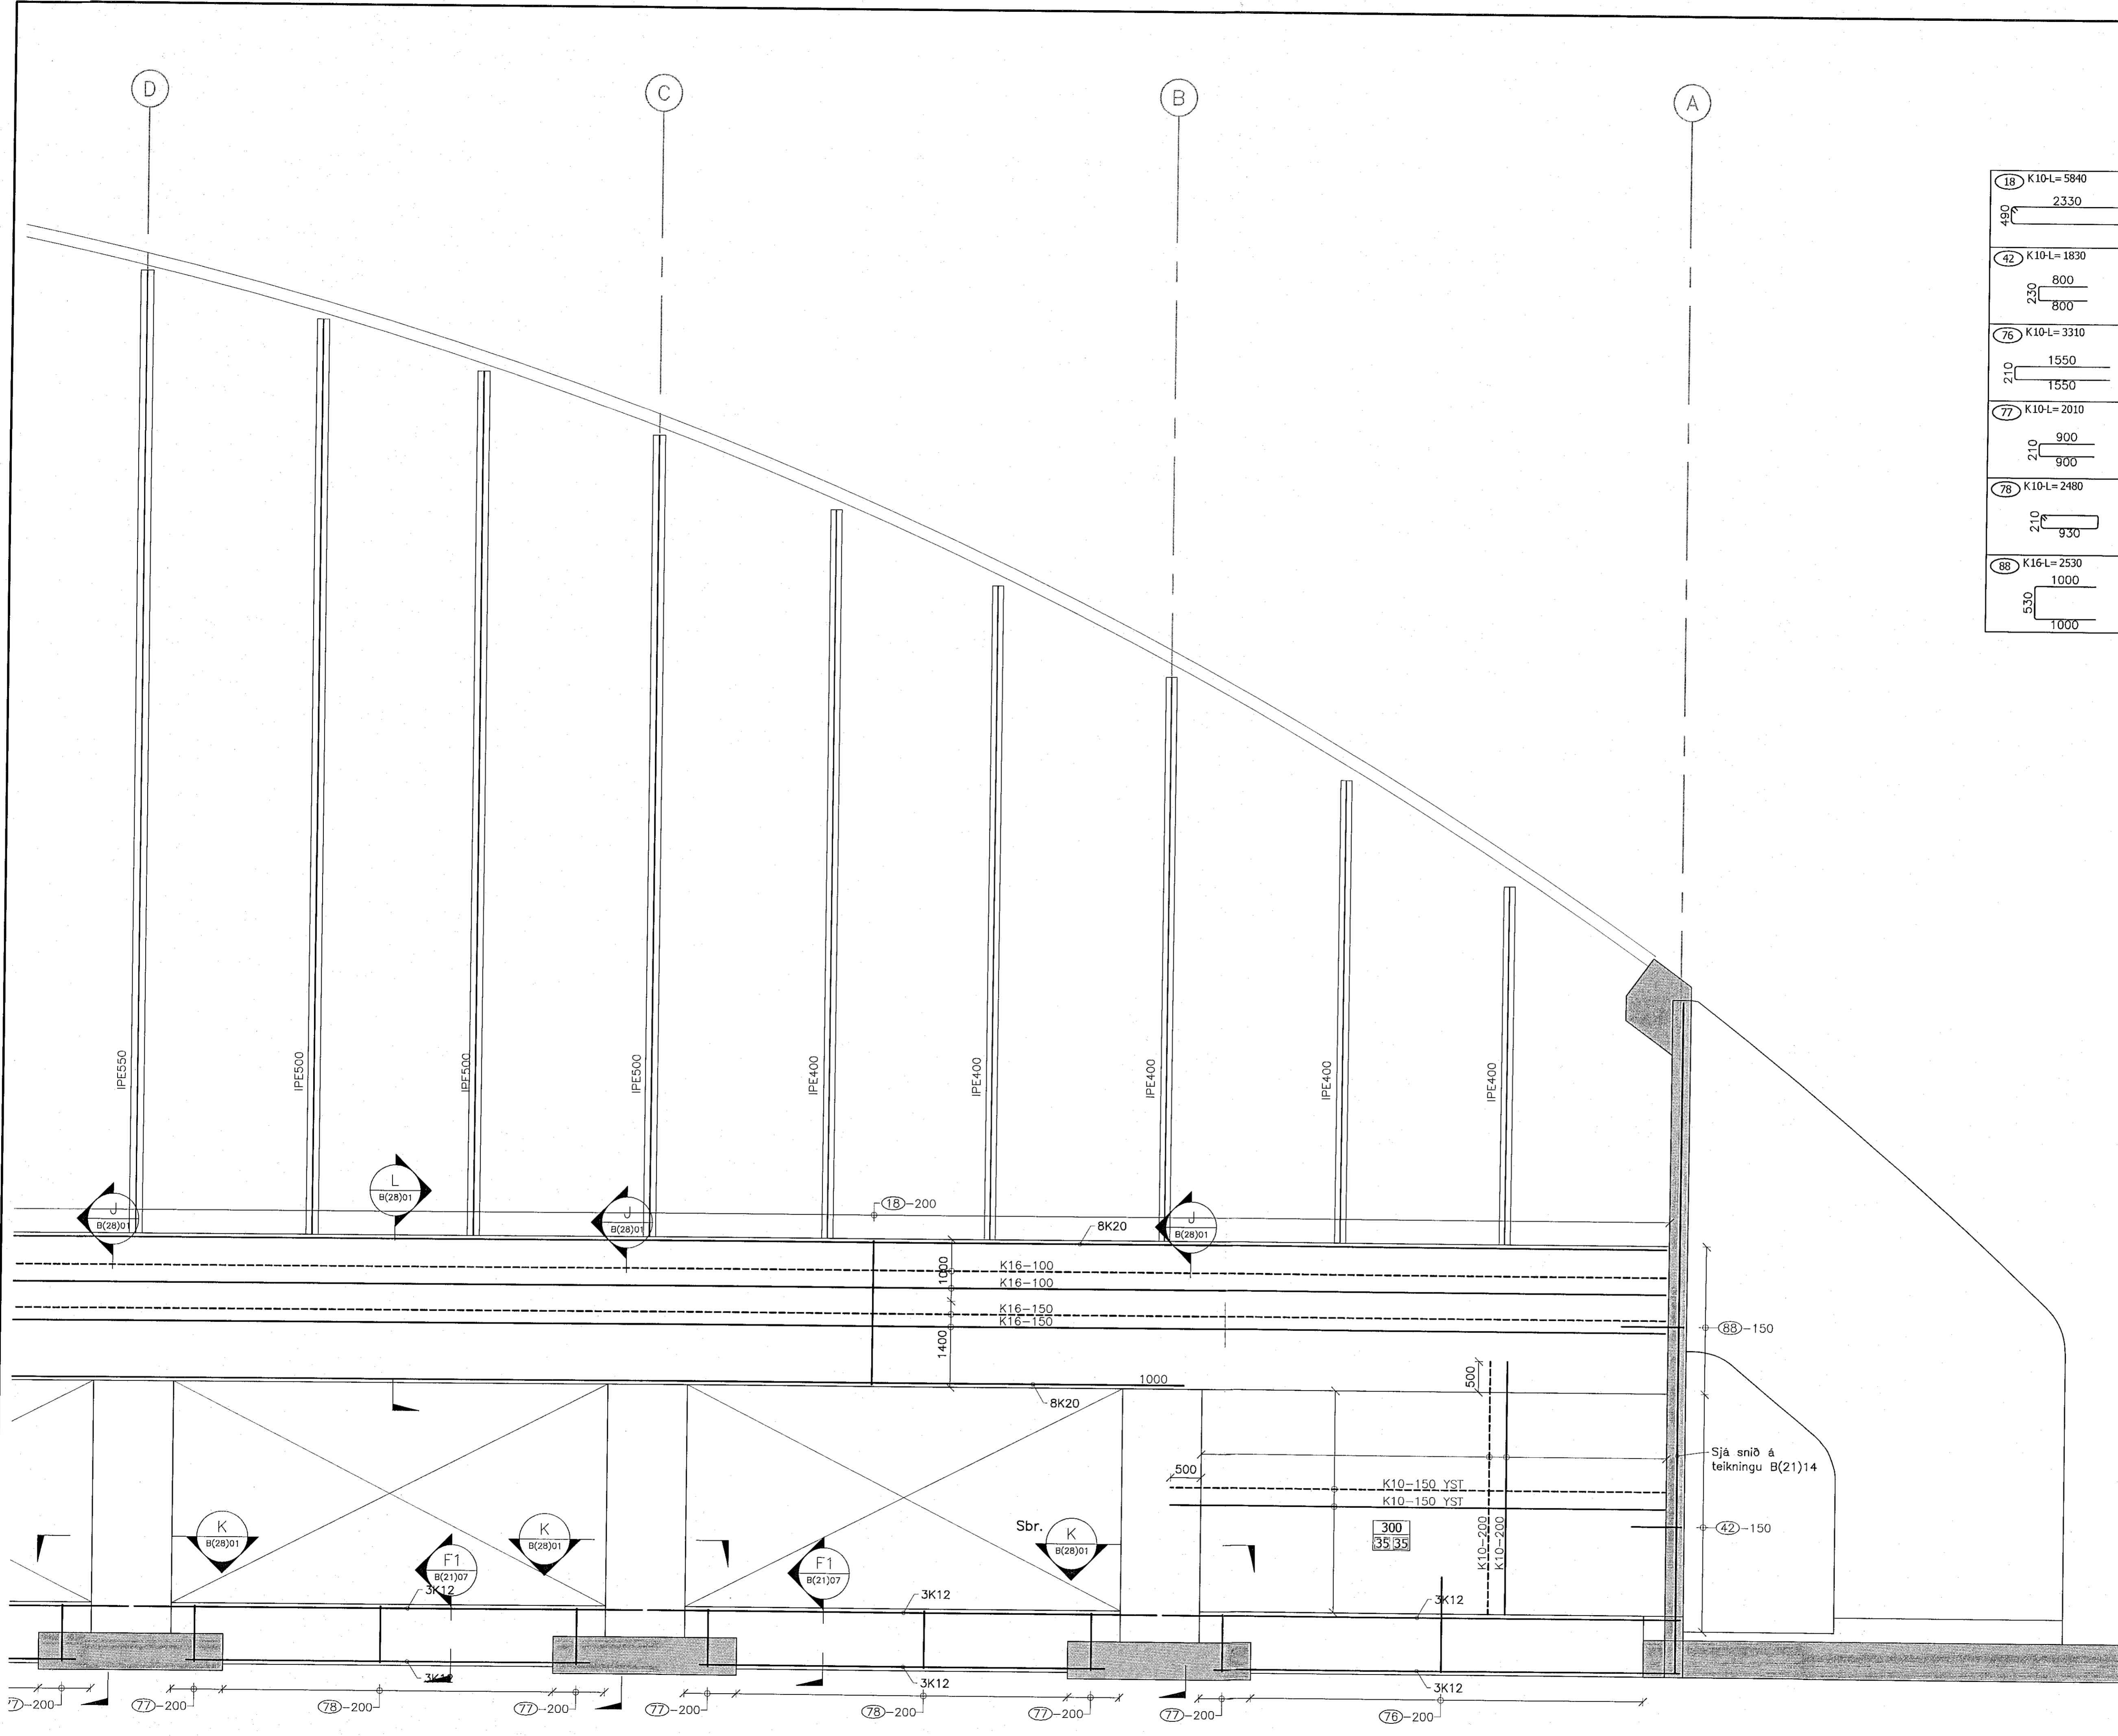 D
C
B
A
18 K10-L= 5840
2330
490
42 K10-L= 1830
800
230
800
76 K10-L= 3310
1550
210
1550
77 K10-L= 2010
900
210
900
78 K10-L= 2480
210
930
88 K16-L= 2530
1000
530
1000
IPE550
IPE500
IPE500
IPE500
IPE400
IPE400
IPE400
IPE400
IPE400
L
B(28)01
J
B(28)01
J
B(28)01
J
B(28)01
18-200
8K20
1000
K16-100
K16-100
K16-150
K16-150
1400
88-150
1000
8K20
500
Sjá snið á
teikningu B(21)14
500
K10-150 YST
K10-150 YST
K10-200
K10-200
300
35 35
42-150
K
B(28)01
K
B(28)01
Sbr.
K
B(28)01
F1
B(21)07
F1
B(21)07
3K12
3K12
3K12
3K12
3K12
3K12
77-200
77-200
78-200
77-200
77-200
78-200
77-200
77-200
76-200